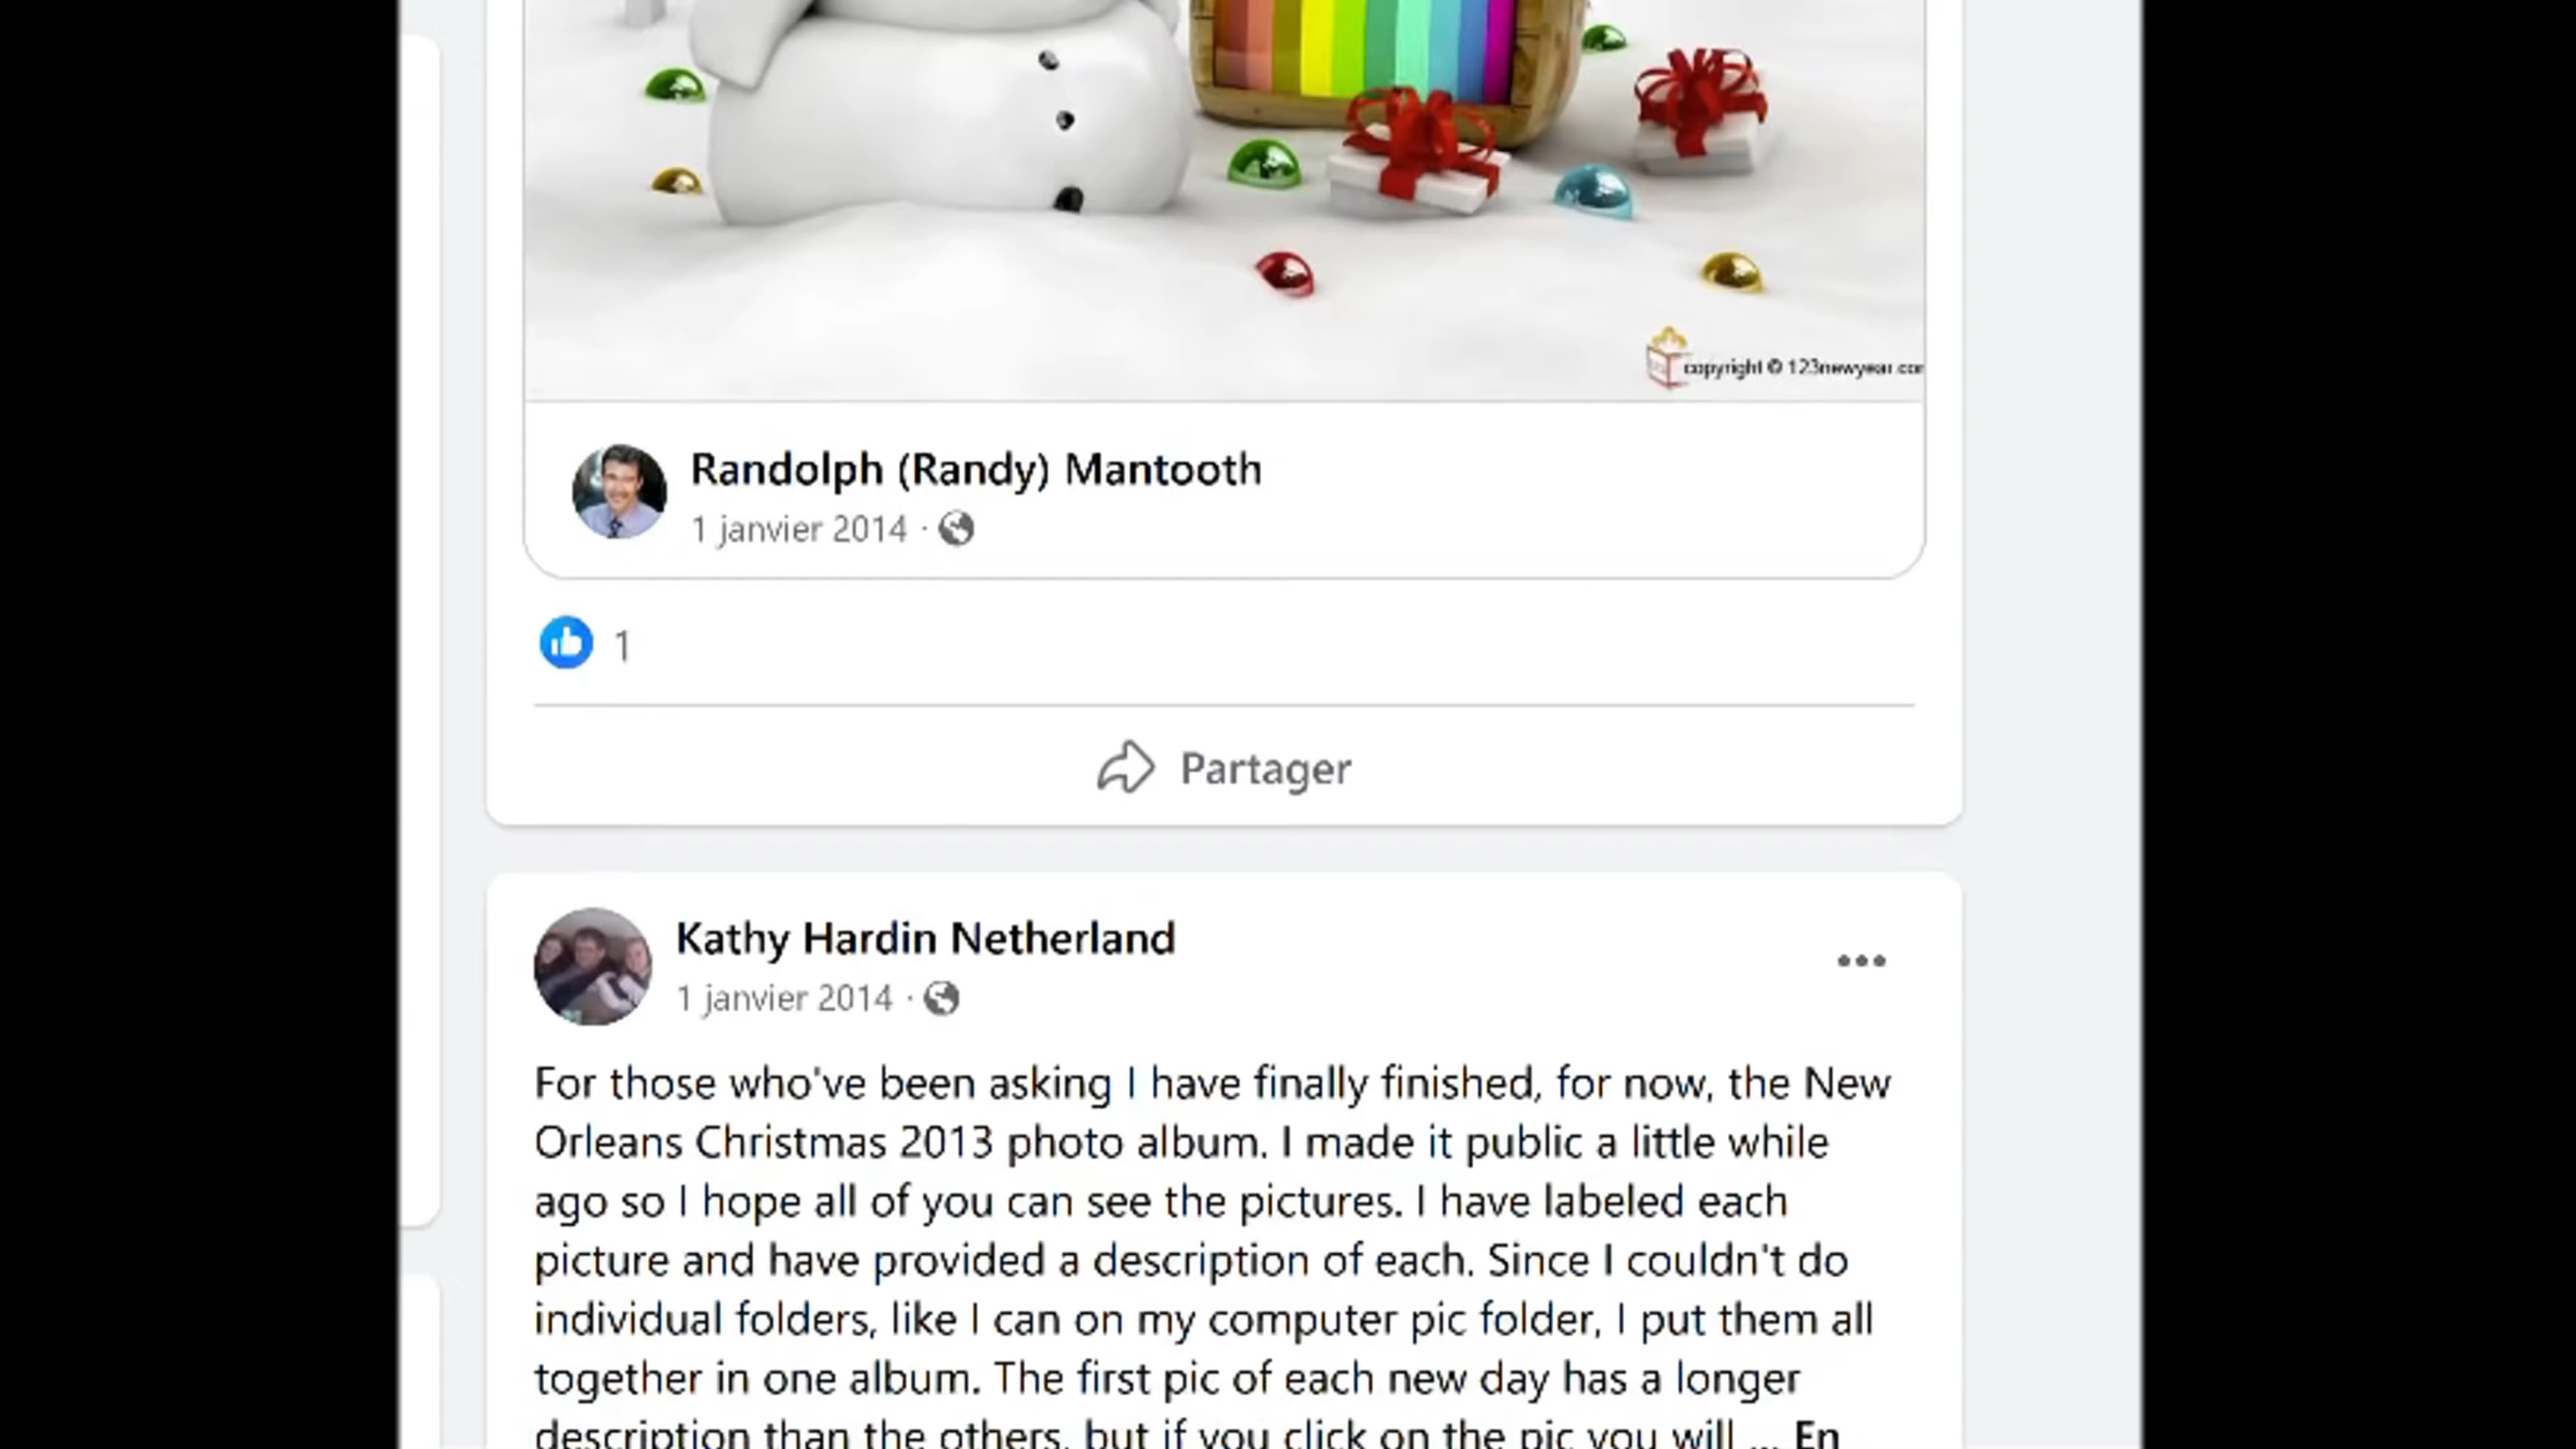 copyright © 123newyear.com
Randolph (Randy) Mantooth
1 janvier 2014 ·
1
Partager
Kathy Hardin Netherland
1 janvier 2014 ·
For those who've been asking I have finally finished, for now, the New
Orleans Christmas 2013 photo album. I made it public a little while
ago so I hope all of you can see the pictures. I have labeled each
picture and have provided a description of each. Since I couldn't do
individual folders, like I can on my computer pic folder, I put them all
together in one album. The first pic of each new day has a longer
description than the others, but if you click on the pic you will ... En